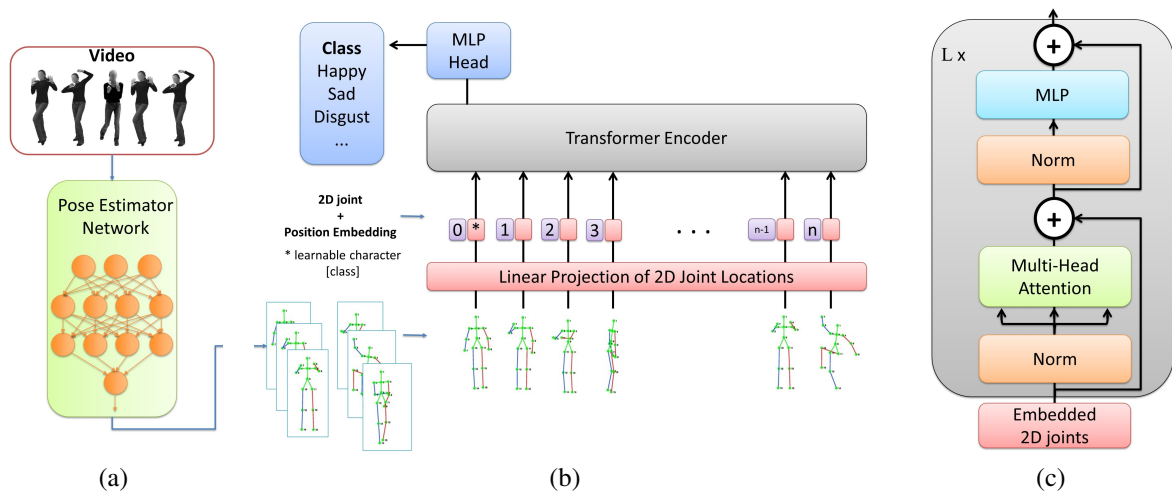 Video
Pose Estimator
Network
(a)
Class
Happy
Sad
Disgust
...
MLP
Head
Transformer Encoder
2D joint
+
Position Embedding
* learnable character
[class]
0 * 1 2 3 . . . n-1 n
Linear Projection of 2D Joint Locations
(b)
L x
+
MLP
Norm
+
Multi-Head
Attention
Norm
Embedded
2D joints
(c)